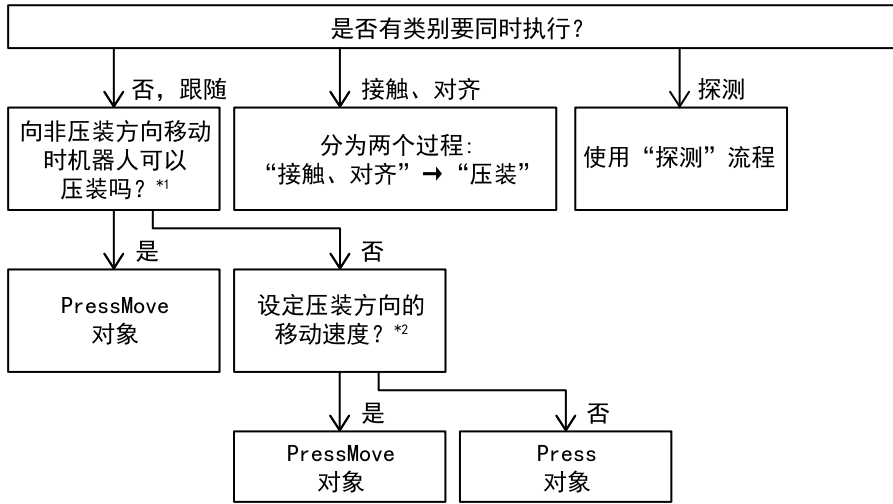 是否有类别要同时执行？
否，跟随
接触、对齐
探测
向非压装方向移动
时机器人可以
压装吗？*1
分为两个过程：
“接触、对齐” → “压装”
使用“探测”流程
是
否
PressMove
对象
设定压装方向的
移动速度？*2
是
否
PressMove
对象
Press
对象